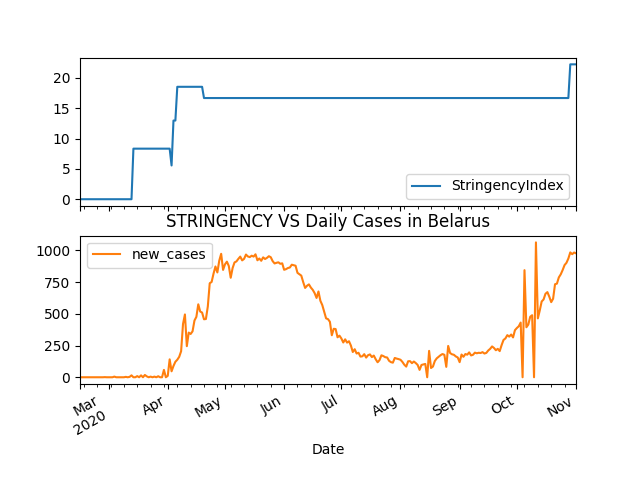 20
15
10
5
0
StringencyIndex
STRINGENCY VS Daily Cases in Belarus
1000
750
500
250
0
new_cases
Mar
2020
Apr
May
Jun
Jul
Aug
Sep
Oct
Nov
Date